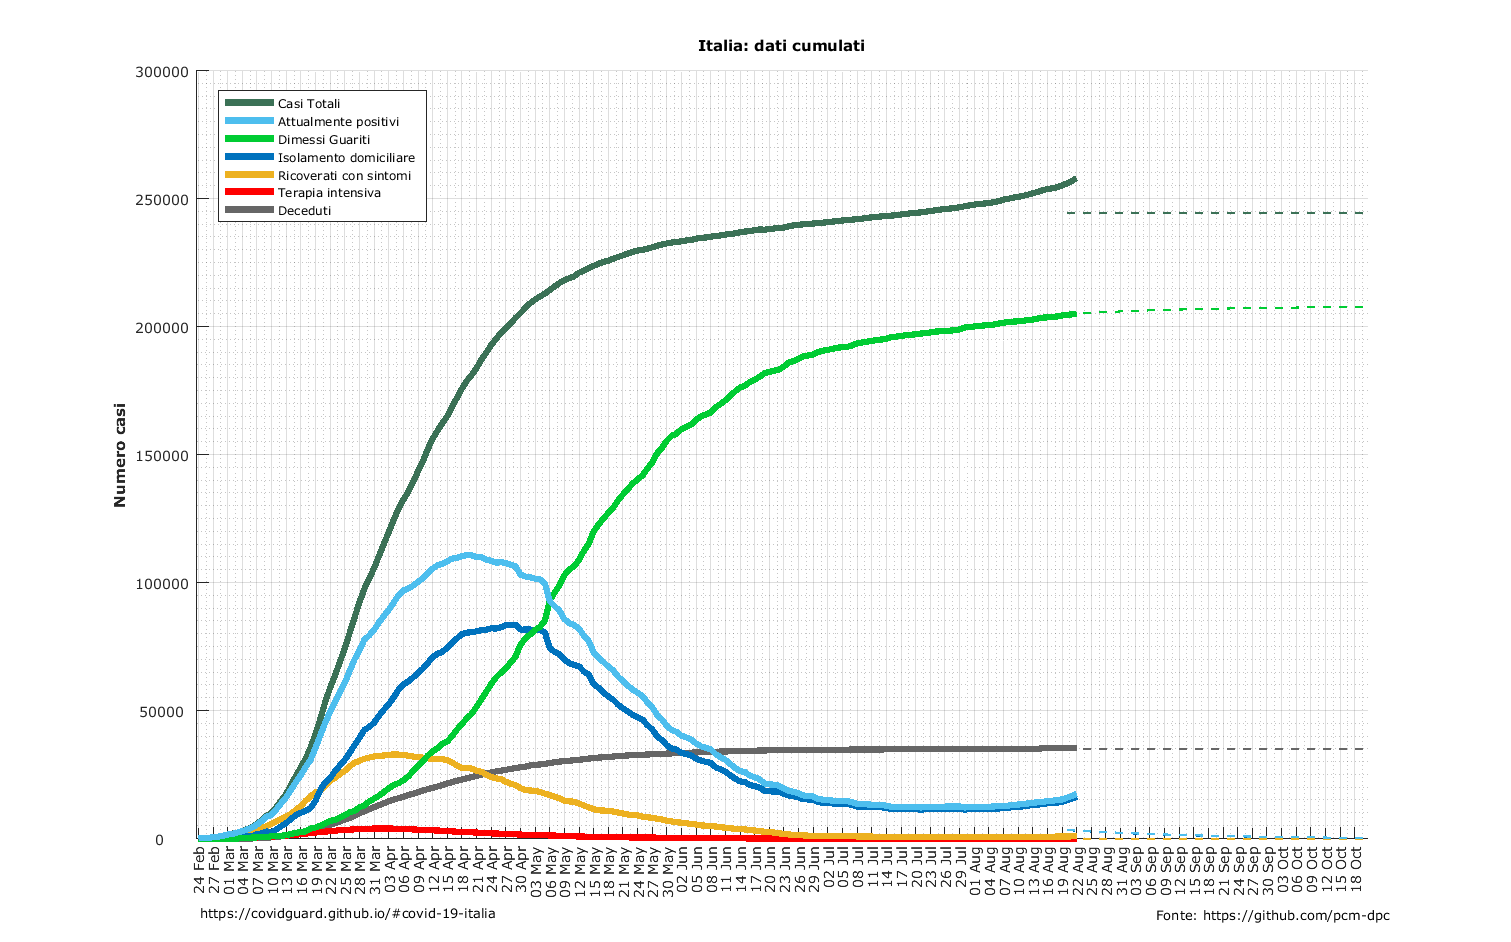 Italia: dati cumulati
300000
250000
200000
150000
100000
50000
0
Numero casi
Casi Totali
Attualmente positivi
Dimessi Guariti
Isolamento domiciliare
Ricoverati con sintomi
Terapia intensiva
Deceduti
24 Feb
27 Feb
01 Mar
04 Mar
07 Mar
10 Mar
13 Mar
16 Mar
19 Mar
22 Mar
25 Mar
28 Mar
31 Mar
03 Apr
06 Apr
09 Apr
12 Apr
15 Apr
18 Apr
21 Apr
24 Apr
27 Apr
30 Apr
03 May
06 May
09 May
12 May
15 May
18 May
21 May
24 May
27 May
30 May
02 Jun
05 Jun
08 Jun
11 Jun
14 Jun
17 Jun
20 Jun
23 Jun
26 Jun
29 Jun
02 Jul
05 Jul
08 Jul
11 Jul
14 Jul
17 Jul
20 Jul
23 Jul
26 Jul
29 Jul
01 Aug
04 Aug
07 Aug
10 Aug
13 Aug
16 Aug
19 Aug
22 Aug
25 Aug
28 Aug
31 Aug
03 Sep
06 Sep
09 Sep
12 Sep
15 Sep
18 Sep
21 Sep
24 Sep
27 Sep
30 Sep
03 Oct
06 Oct
09 Oct
12 Oct
15 Oct
18 Oct
https://covidguard.github.io/#covid-19-italia
Fonte: https://github.com/pcm-dpc